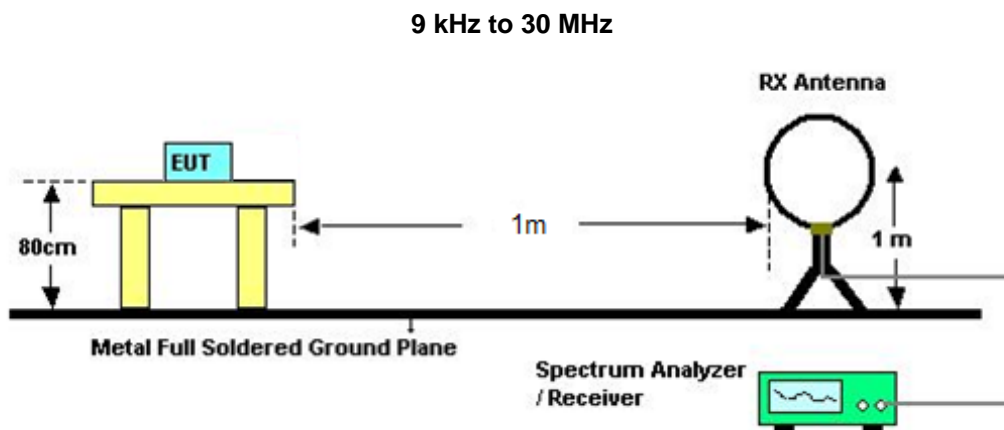 9 kHz to 30 MHz
RX Antenna
EUT
1m
80cm
1 m
Metal Full Soldered Ground Plane
Spectrum Analyzer
/ Receiver